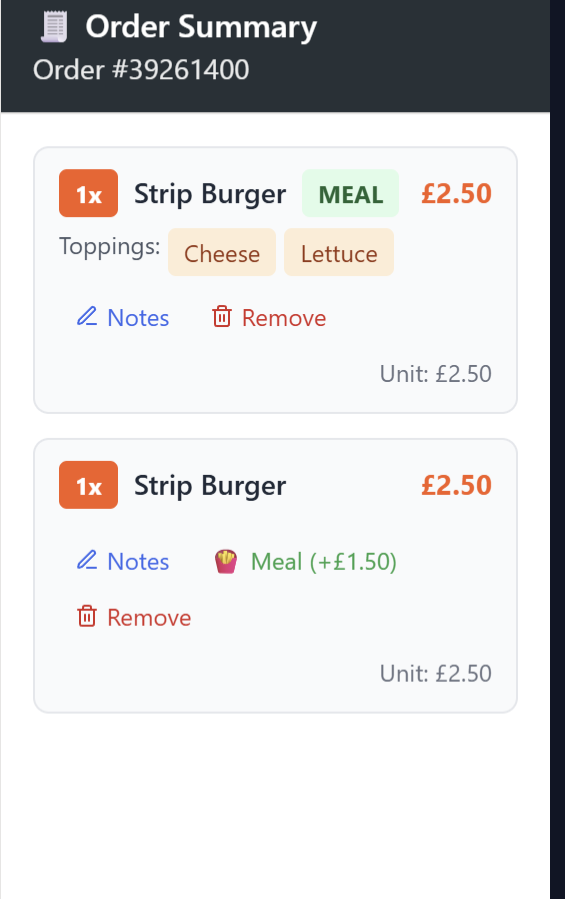 Order Summary
Order #39261400
1x Strip Burger MEAL £2.50
Toppings: Cheese Lettuce
Notes Remove
Unit: £2.50
1x Strip Burger £2.50
Notes Meal (+£1.50)
Remove
Unit: £2.50